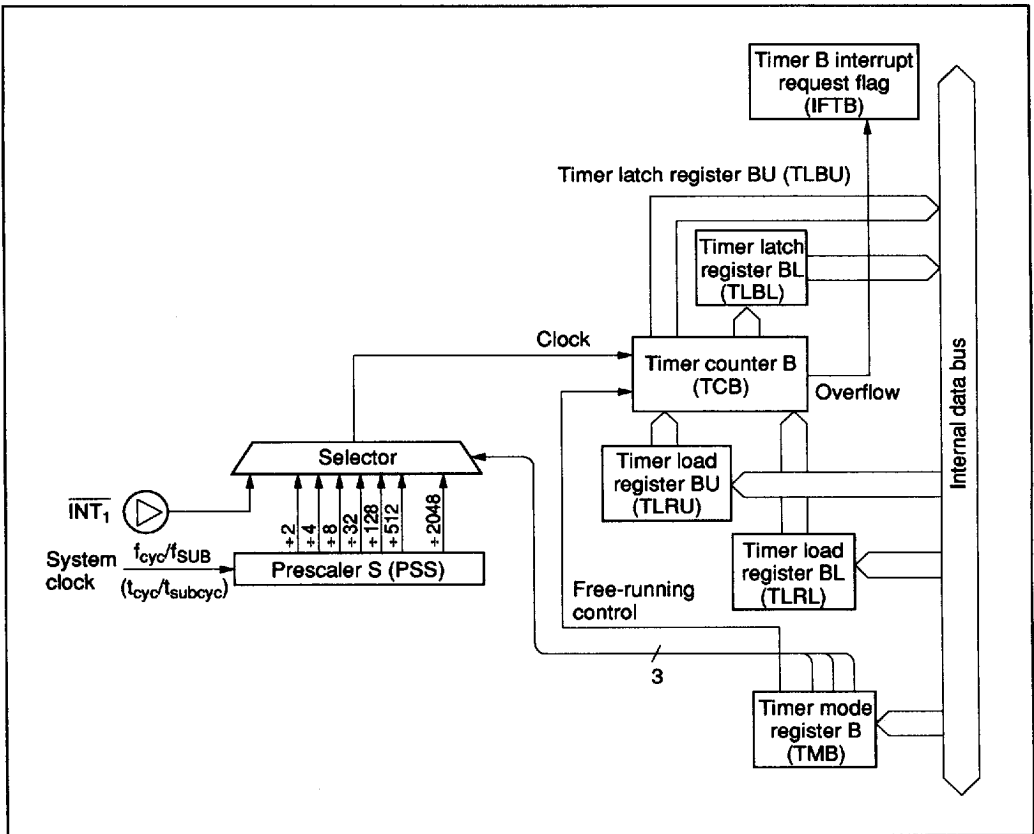 Timer B interrupt
request flag
(IFTB)
Timer latch register BU (TLBU)
Timer latch
register BL
(TLBL)
Clock
Timer counter B
(TCB)
Overflow
Internal data bus
Selector
Timer load
register BU
(TLRU)
INT1
÷2
÷4
÷8
÷32
÷128
÷512
÷2048
System
clock
fcyc/fSUB
(tcyc/tsubcyc)
Prescaler S (PSS)
Timer load
register BL
(TLRL)
Free-running
control
3
Timer mode
register B
(TMB)